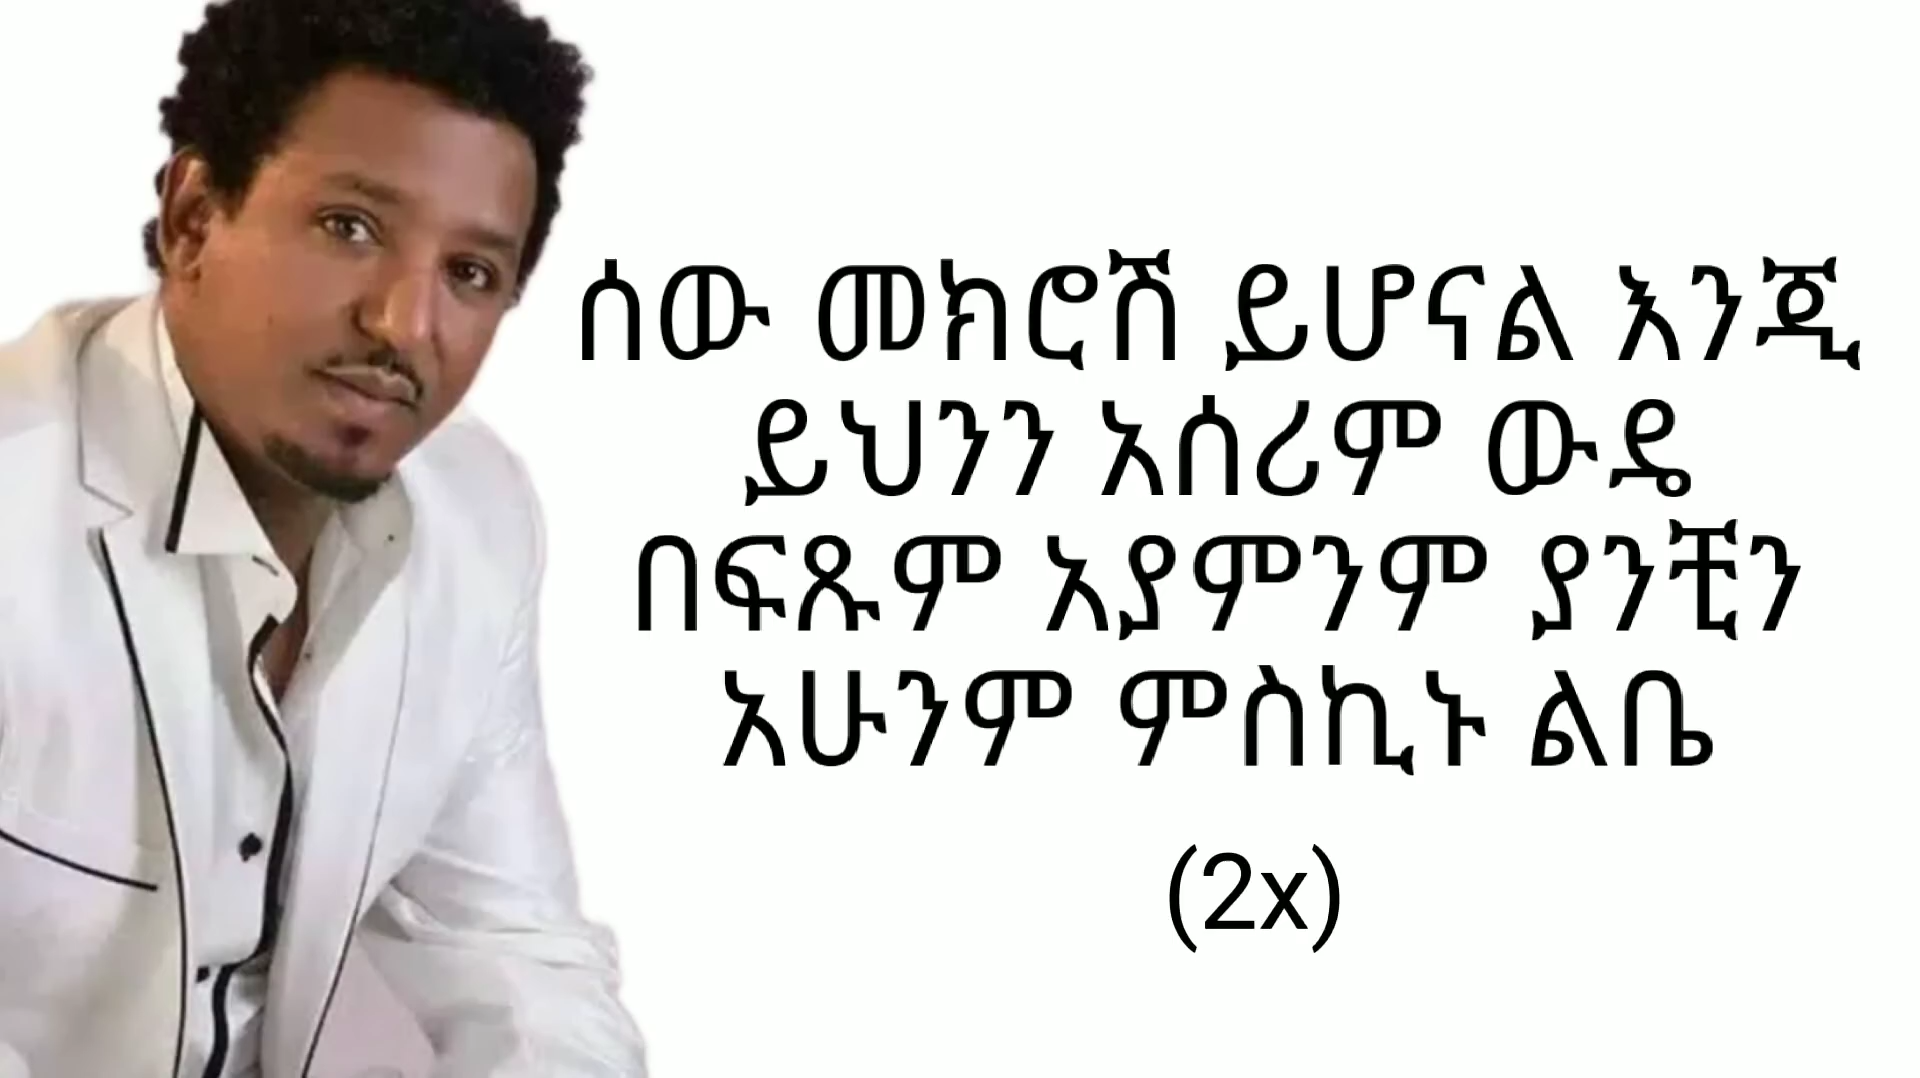 ሰው መክሮሽ ይሆናል እንጂ
ይህንን አሰሪም ውዴ
በፍጹም አያምንም ያንቺን
አሁንም ምስኪኑ ልቤ
(2x)